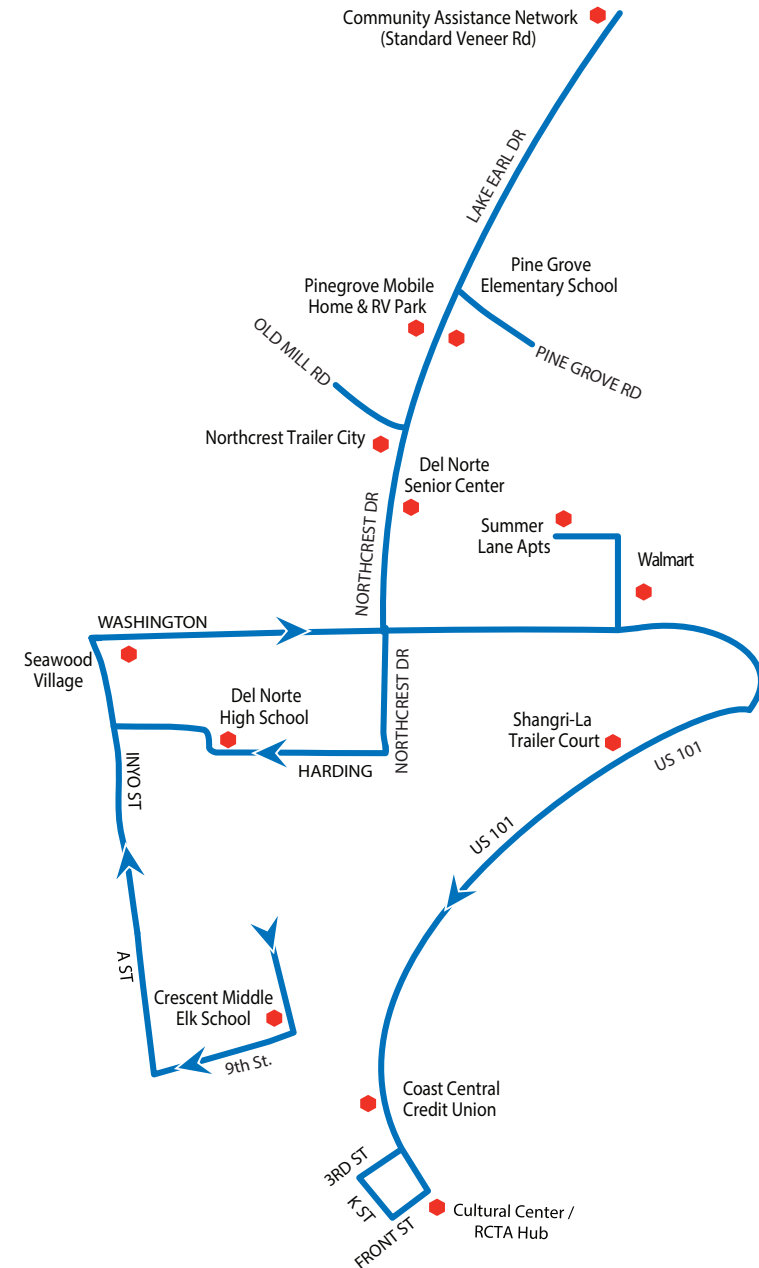 Community Assistance Network
(Standard Veneer Rd)
LAKE EARL DR
Pine Grove
Elementary School
Pinegrove Mobile
Home & RV Park
OLD MILL RD
PINE GROVE RD
Northcrest Trailer City
Del Norte
Senior Center
NORTHCREST DR
Summer
Lane Apts
Walmart
WASHINGTON
Seawood
Village
Del Norte
High School
NORTHCREST DR
HARDING
Shangri-La
Trailer Court
US 101
INYO ST
US 101
A ST
Crescent Middle
Elk School
9th St.
Coast Central
Credit Union
3RD ST
K ST
FRONT ST
Cultural Center /
RCTA Hub